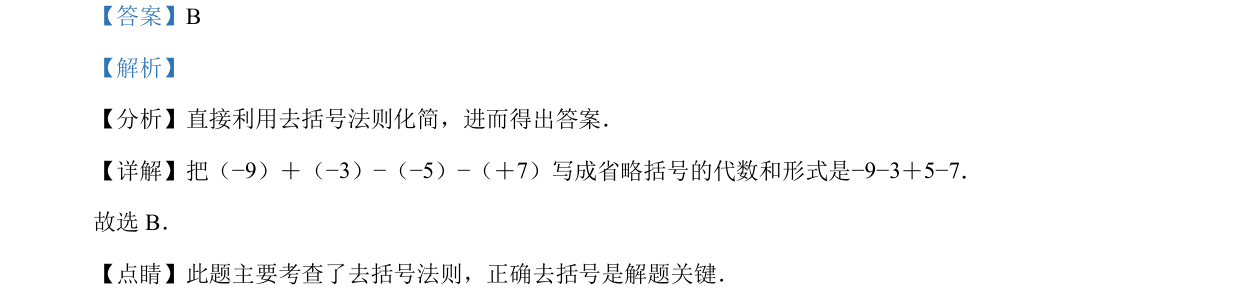 【答案】B
【解析】
【分析】直接利用去括号法则化简，进而得出答案．
【详解】把（−9）＋（−3）−（−5）−（＋7）写成省略括号的代数和形式是−9−3＋5−7．
故选 B．
【点睛】此题主要考查了去括号法则，正确去括号是解题关键．